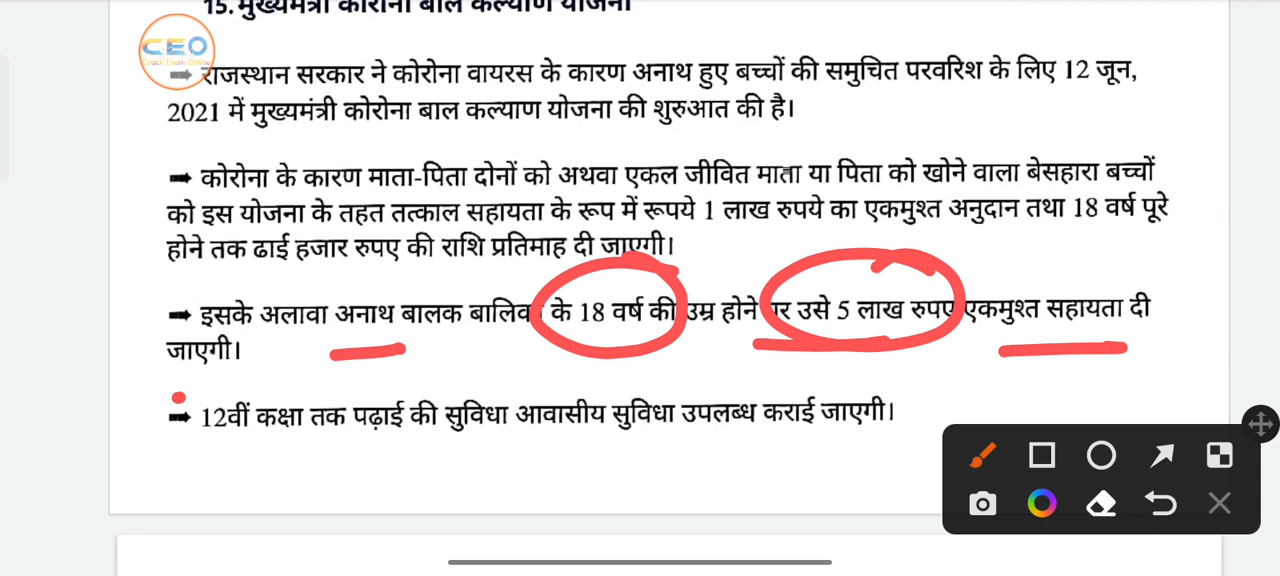 15. मुख्यमंत्री कोरोना बाल कल्याण योजना
CEO
Crack Exam Online
➡ राजस्थान सरकार ने कोरोना वायरस के कारण अनाथ हुए बच्चों की समुचित परवरिश के लिए 12 जून,
2021 में मुख्यमंत्री कोरोना बाल कल्याण योजना की शुरुआत की है।
➡ कोरोना के कारण माता-पिता दोनों को अथवा एकल जीवित माता या पिता को खोने वाला बेसहारा बच्चों
को इस योजना के तहत तत्काल सहायता के रूप में रूपये 1 लाख रुपये का एकमुश्त अनुदान तथा 18 वर्ष पूरे
होने तक ढाई हजार रुपए की राशि प्रतिमाह दी जाएगी।
➡ इसके अलावा अनाथ बालक बालिका के 18 वर्ष की उम्र होने पर उसे 5 लाख रुपए एकमुश्त सहायता दी
जाएगी।
➡ 12वीं कक्षा तक पढ़ाई की सुविधा आवासीय सुविधा उपलब्ध कराई जाएगी।